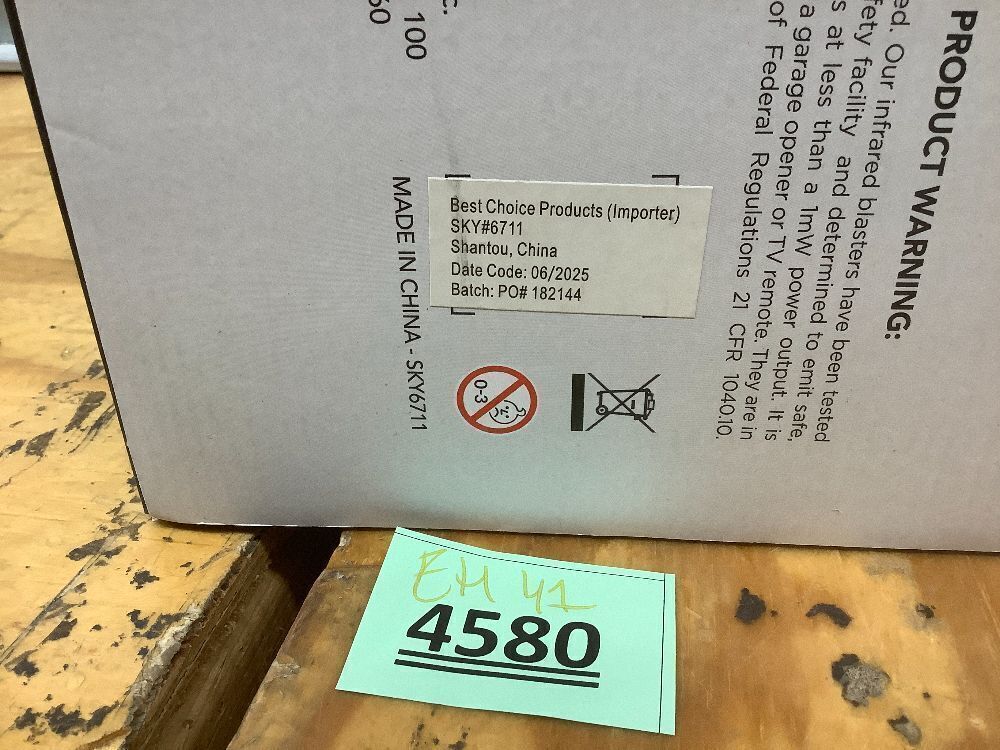 PRODUCT WARNING:
ed. Our infrared blasters have been tested
fety facility and determined to emit safe,
s at less than a 1mW power output. It is
a garage opener or TV remote. They are in
of Federal Regulations 21 CFR 1040.10.
Best Choice Products (Importer)
SKY#6711
Shantou, China
Date Code: 06/2025
Batch: PO# 182144
0-3
c.
100
60
MADE IN CHINA - SKY6711
EH 41
4580